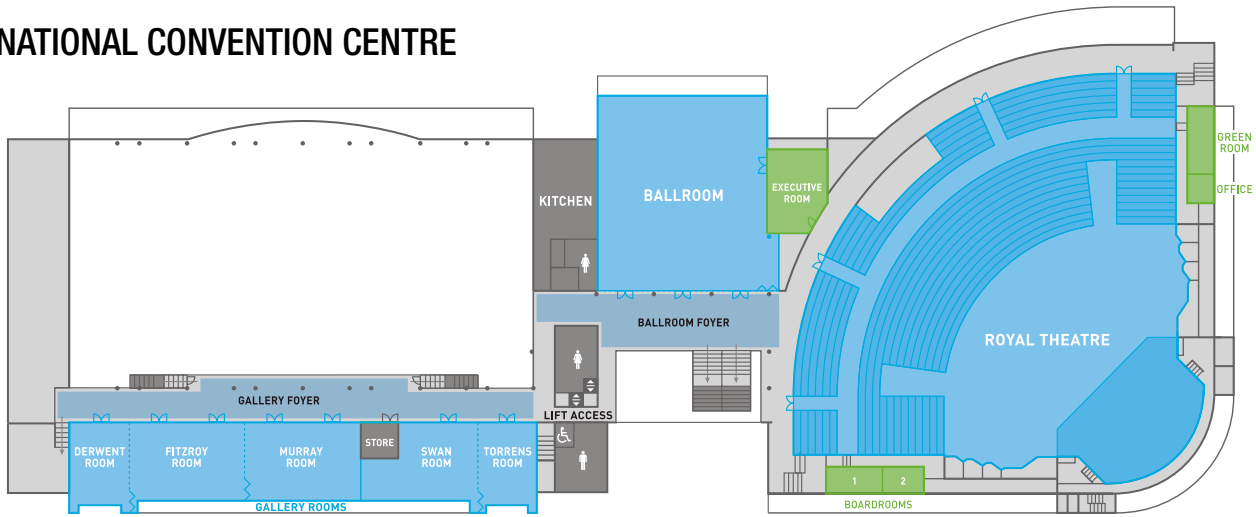 NATIONAL CONVENTION CENTRE
GREEN
ROOM
OFFICE
KITCHEN
BALLROOM
EXECUTIVE
ROOM
BALLROOM FOYER
ROYAL THEATRE
GALLERY FOYER
LIFT ACCESS
DERWENT
ROOM
FITZROY
ROOM
MURRAY
ROOM
STORE
SWAN
ROOM
TORRENS
ROOM
GALLERY ROOMS
1
2
BOARDROOMS